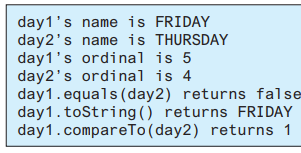 day1’s name is FRIDAY
day2’s name is THURSDAY
day1’s ordinal is 5
day2’s ordinal is 4
day1.equals(day2) returns false
day1.toString() returns FRIDAY
day1.compareTo(day2) returns 1